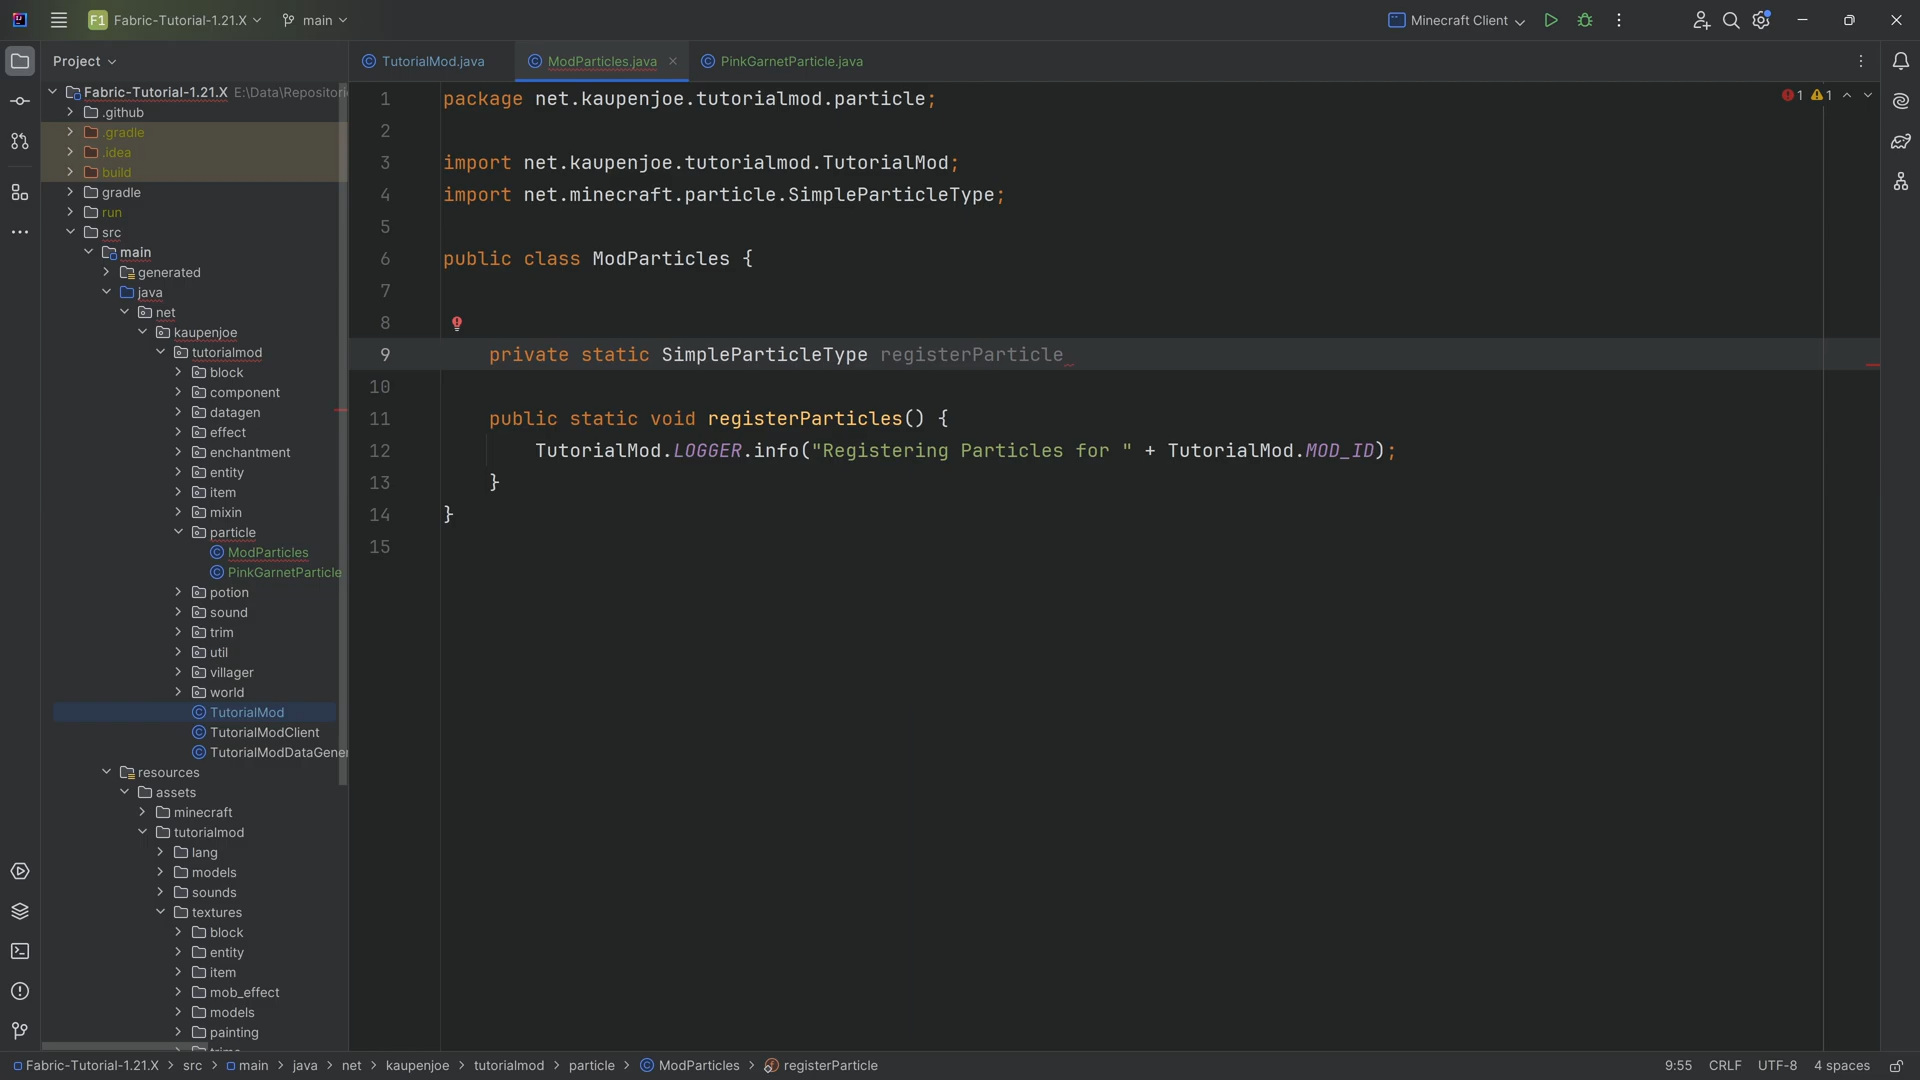 F1 Fabric-Tutorial-1.21.X main Minecraft Client
Project
TutorialMod.java ModParticles.java PinkGarnetParticle.java
Fabric-Tutorial-1.21.X E:\Data\Repositori
.github
.gradle
.idea
build
gradle
run
src
main
generated
java
net
kaupenjoe
tutorialmod
block
component
datagen
effect
enchantment
entity
item
mixin
particle
ModParticles
PinkGarnetParticle
potion
sound
trim
util
villager
world
TutorialMod
TutorialModClient
TutorialModDataGener
resources
assets
minecraft
tutorialmod
lang
models
sounds
textures
block
entity
item
mob_effect
models
painting
1 package net.kaupenjoe.tutorialmod.particle;
2
3 import net.kaupenjoe.tutorialmod.TutorialMod;
4 import net.minecraft.particle.SimpleParticleType;
5
6 public class ModParticles {
7
8
9 private static SimpleParticleType registerParticle
10
11 public static void registerParticles() {
12 TutorialMod.LOGGER.info("Registering Particles for " + TutorialMod.MOD_ID);
13 }
14 }
15
1 1
Fabric-Tutorial-1.21.X > src > main > java > net > kaupenjoe > tutorialmod > particle > ModParticles > registerParticle
9:55 CRLF UTF-8 4 spaces